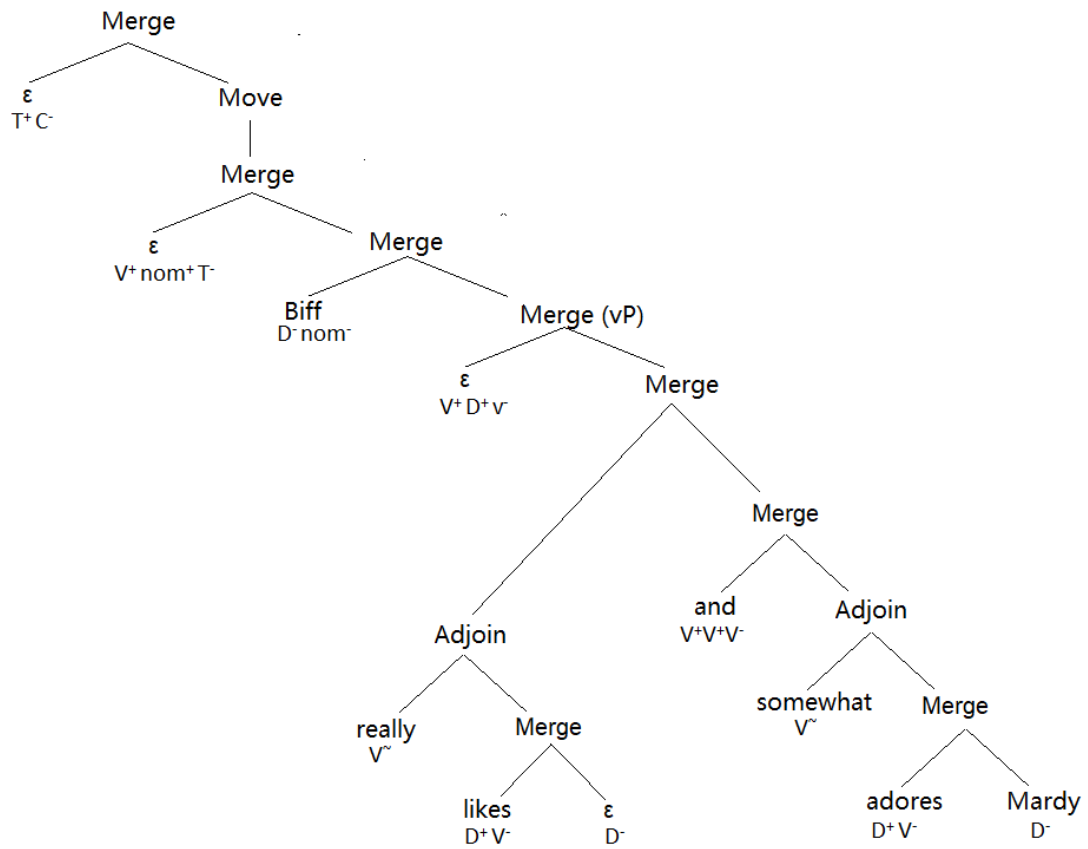 Merge
ε
T⁺ C⁻
Move
Merge
ε
V⁺ nom⁺ T⁻
Merge
Biff
D⁻ nom⁻
Merge (vP)
ε
V⁺ D⁺ v⁻
Merge
Merge
and
V⁺V⁺V⁻
Adjoin
Adjoin
somewhat
V~
Merge
really
V~
Merge
likes
D⁺ V⁻
ε
D⁻
adores
D⁺ V⁻
Mardy
D⁻